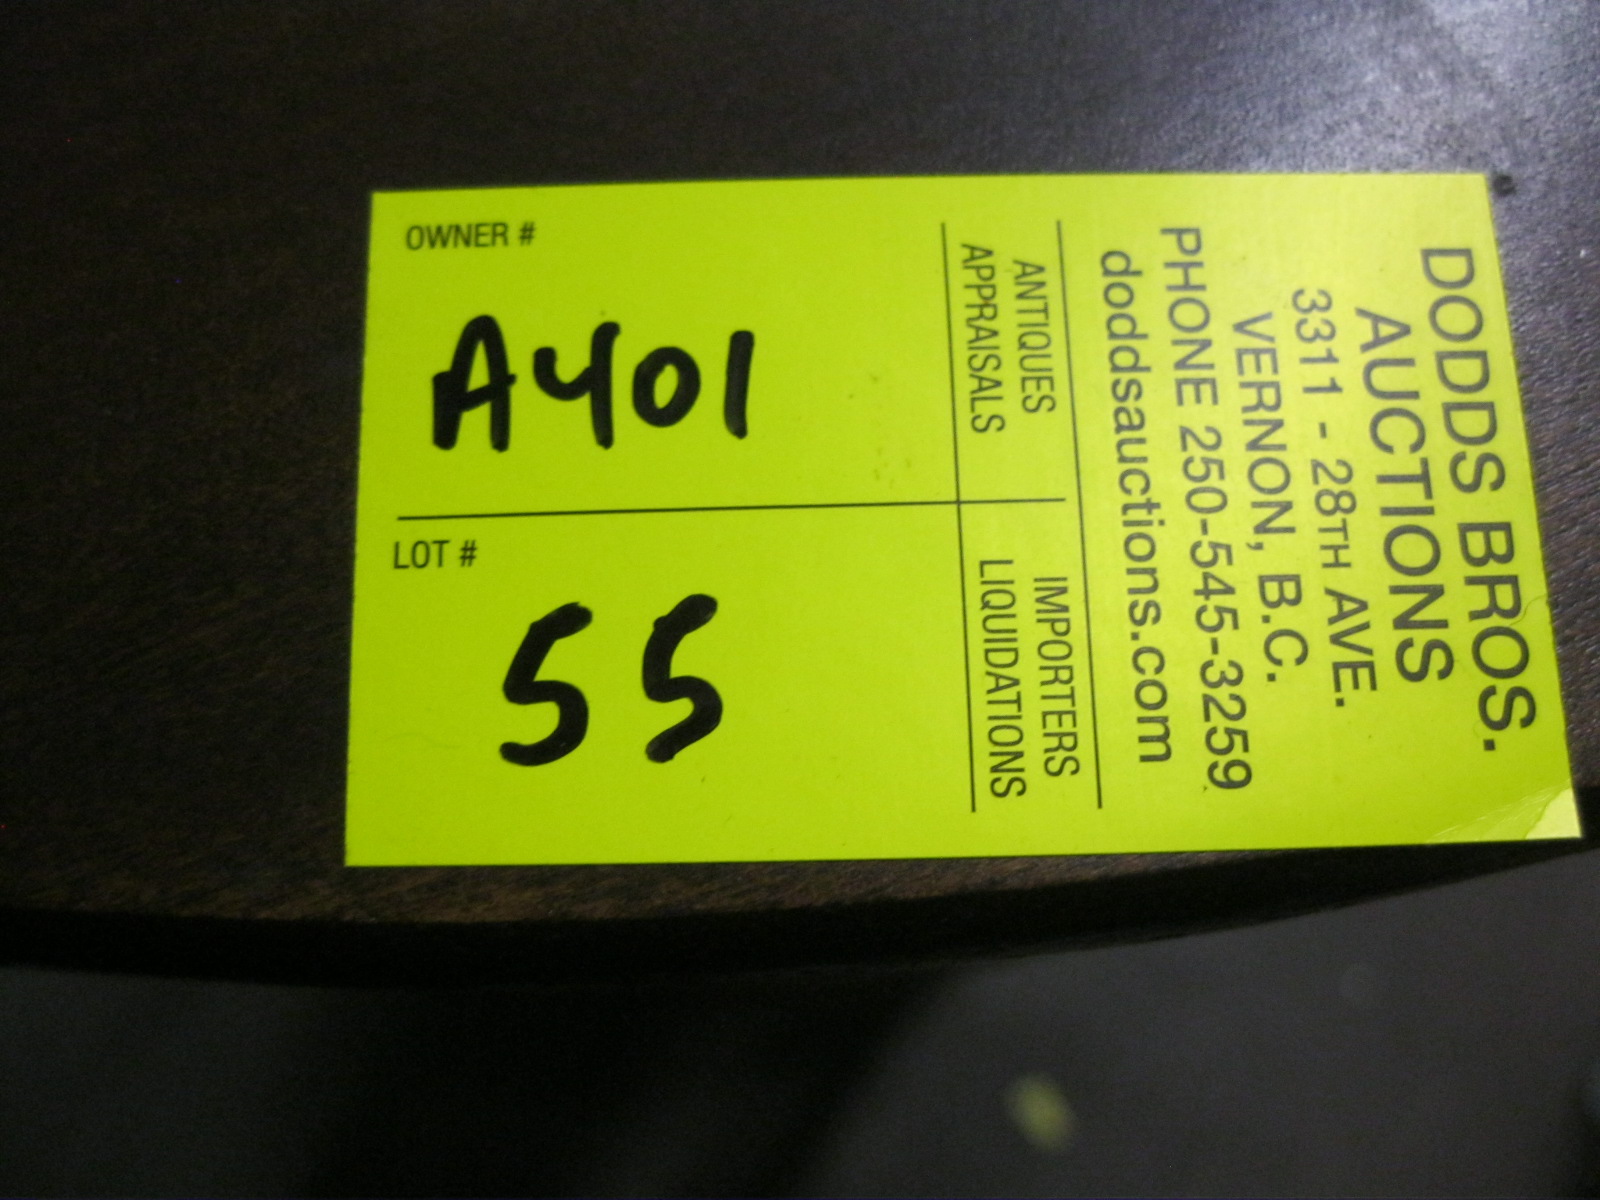 DODDS BROS.
AUCTIONS
3311 - 28TH AVE.
VERNON, B.C.
PHONE 250-545-3259
doddsauctions.com
ANTIQUES
APPRAISALS
IMPORTERS
LIQUIDATIONS
OWNER #
A401
LOT #
55